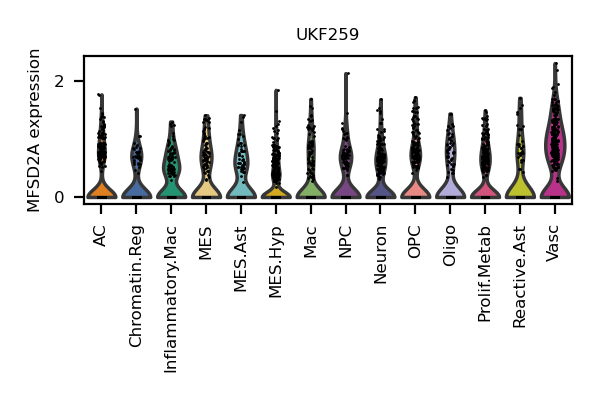 UKF259
MFSD2A expression
2
0
AC
Chromatin.Reg
Inflammatory.Mac
MES
MES.Ast
MES.Hyp
Mac
NPC
Neuron
OPC
Oligo
Prolif.Metab
Reactive.Ast
Vasc